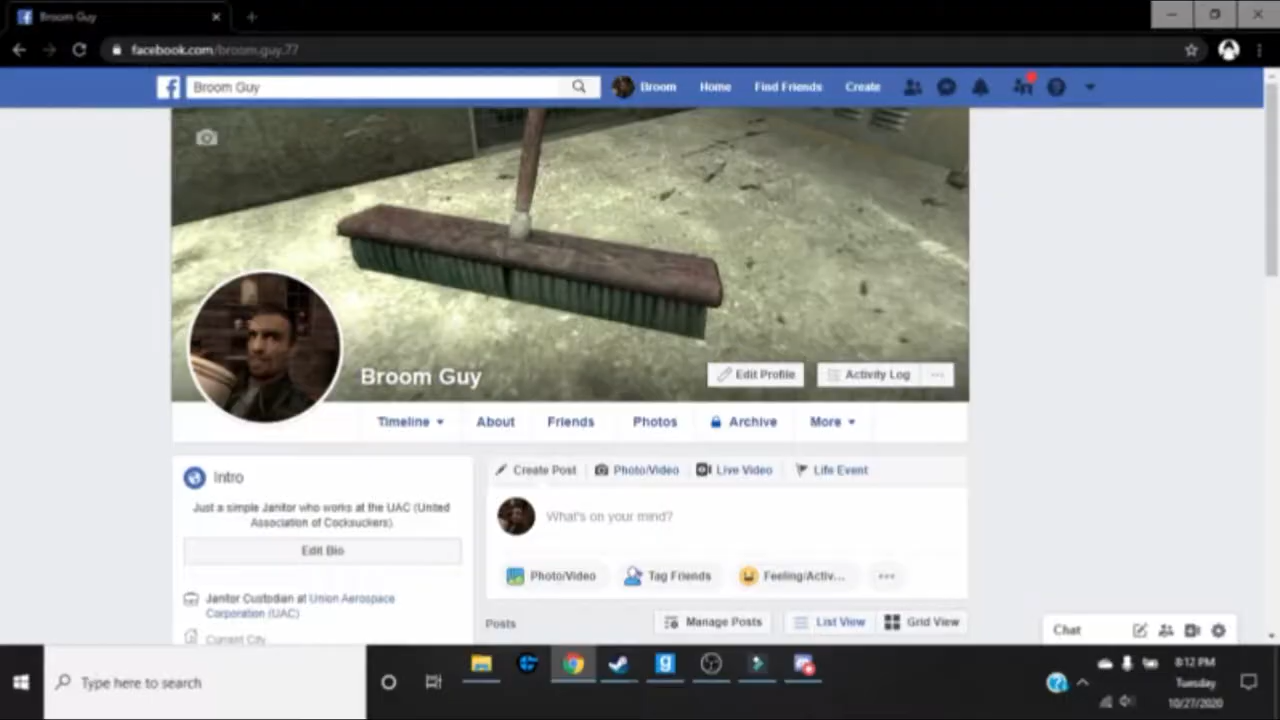 Broom Guy
facebook.com/broom.guy.77
Broom Guy
Broom Home Find Friends Create
Broom Guy
Edit Profile Activity Log
Timeline About Friends Photos Archive More
Intro
Just a simple Janitor who works at the UAC (United
Association of Cocksuckers).
Edit Bio
Janitor Custodian at Union Aerospace
Corporation (UAC)
Current City
Create Post Photo/Video Live Video Life Event
What's on your mind?
Photo/Video Tag Friends Feeling/Activ...
Posts Manage Posts List View Grid View
Chat
Type here to search
8:12 PM
Tuesday
10/27/2020